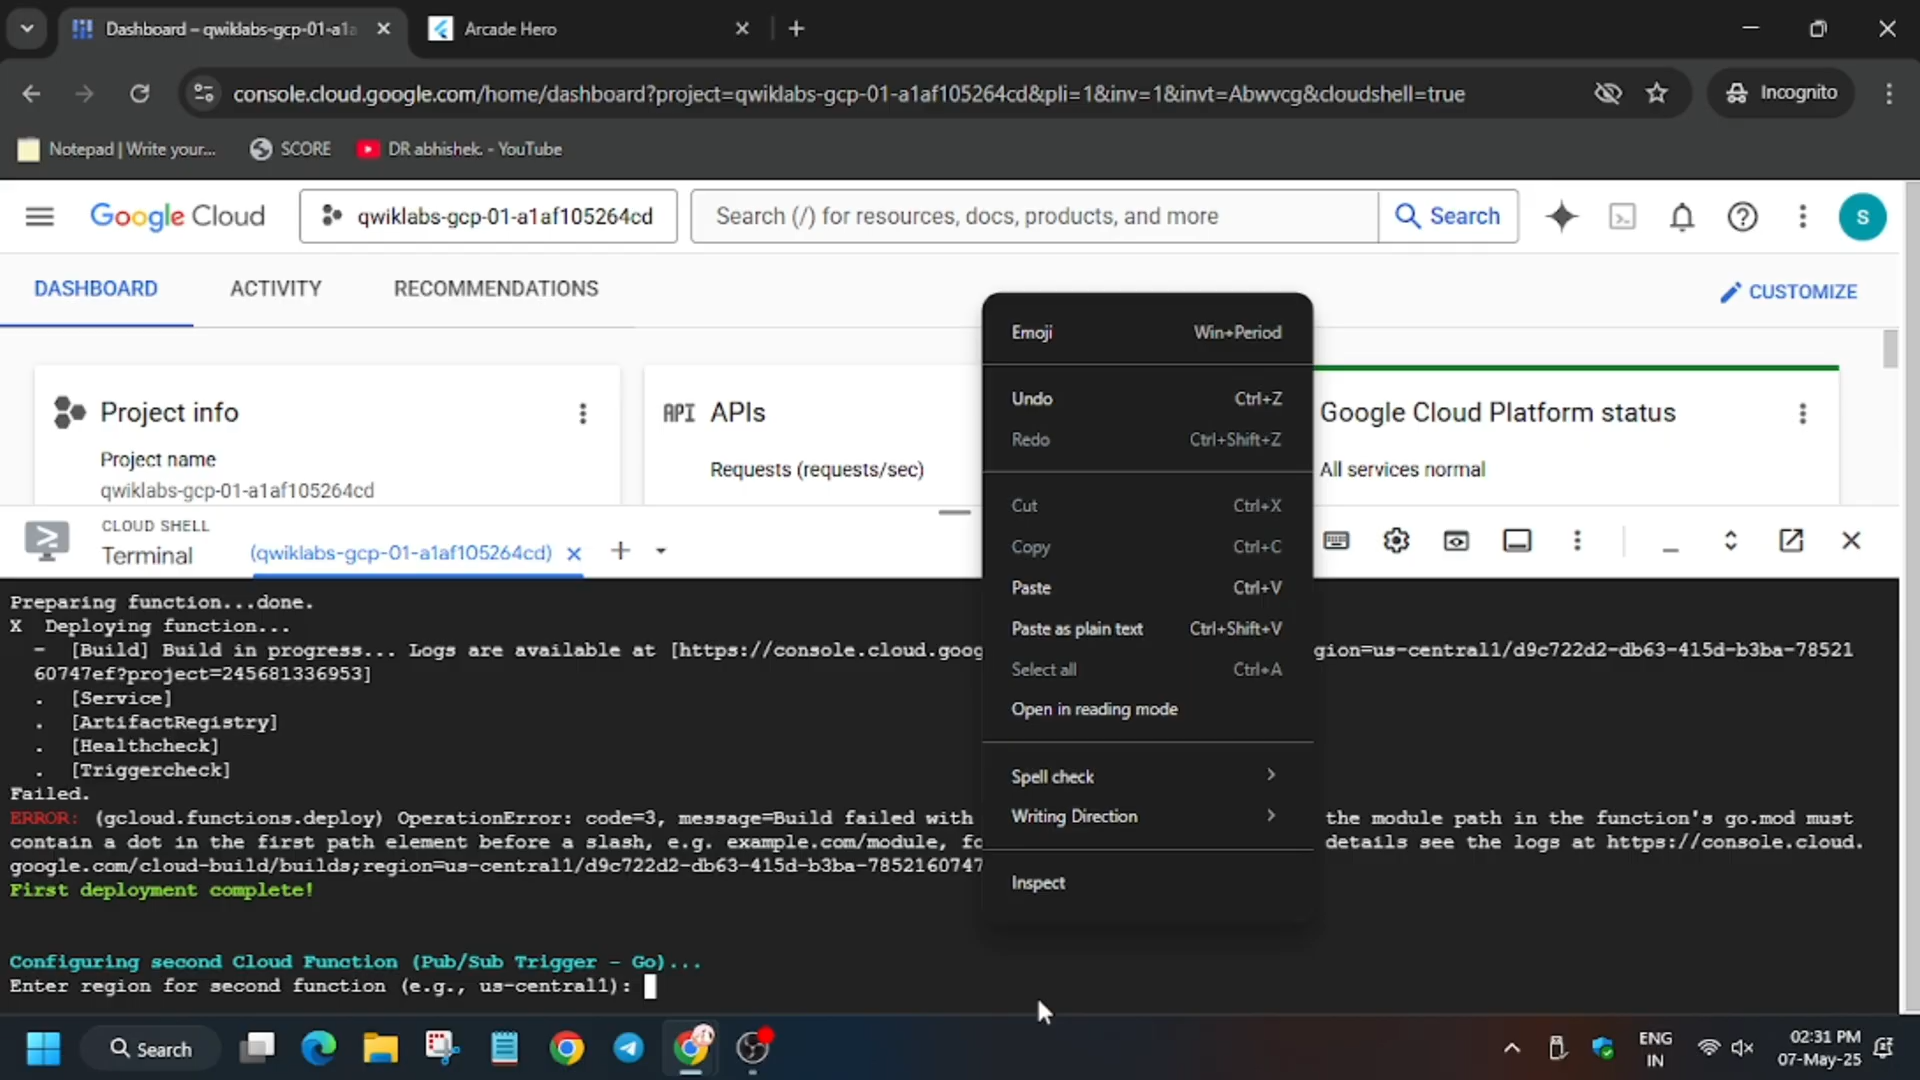 Dashboard – qwiklabs-gcp-01-a1a
Arcade Hero
console.cloud.google.com/home/dashboard?project=qwiklabs-gcp-01-a1af105264cd&pli=1&inv=1&invt=Abwvcg&cloudshell=true
Incognito
Notepad | Write your...
SCORE
DR abhishek. - YouTube
Google Cloud
qwiklabs-gcp-01-a1af105264cd
Search (/) for resources, docs, products, and more
Search
S
DASHBOARD
ACTIVITY
RECOMMENDATIONS
CUSTOMIZE
Project info
Project name
qwiklabs-gcp-01-a1af105264cd
API APIs
Requests (requests/sec)
Google Cloud Platform status
All services normal
Emoji Win+Period
Undo Ctrl+Z
Redo Ctrl+Shift+Z
Cut Ctrl+X
Copy Ctrl+C
Paste Ctrl+V
Paste as plain text Ctrl+Shift+V
Select all Ctrl+A
Open in reading mode
Spell check
Writing Direction
Inspect
CLOUD SHELL
Terminal
(qwiklabs-gcp-01-a1af105264cd)
Preparing function...done.
X Deploying function...
- [Build] Build in progress... Logs are available at [https://console.cloud.goog gion=us-central1/d9c722d2-db63-415d-b3ba-78521
60747ef?project=245681336953]
. [Service]
. [ArtifactRegistry]
. [Healthcheck]
. [Triggercheck]
Failed.
ERROR: (gcloud.functions.deploy) OperationError: code=3, message=Build failed with the module path in the function's go.mod must
contain a dot in the first path element before a slash, e.g. example.com/module, fo details see the logs at https://console.cloud.
google.com/cloud-build/builds;region=us-central1/d9c722d2-db63-415d-b3ba-785216074
First deployment complete!
Configuring second Cloud Function (Pub/Sub Trigger - Go)...
Enter region for second function (e.g., us-central1):
Search
ENG
IN
02:31 PM
07-May-25